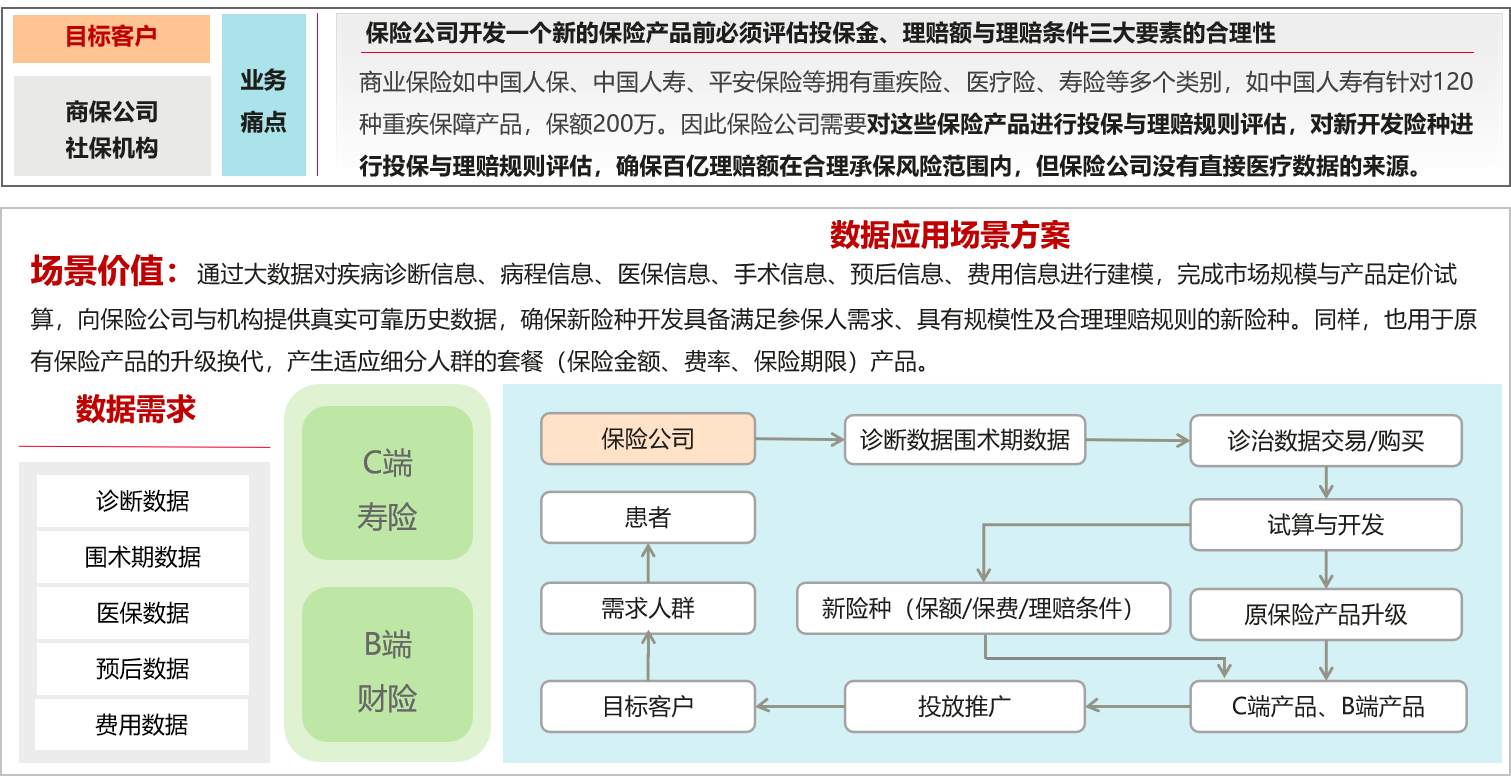 目标客户
商保公司
社保机构
业务
痛点
保险公司开发一个新的保险产品前必须评估投保金、理赔额与理赔条件三大要素的合理性
商业保险如中国人保、中国人寿、平安保险等拥有重疾险、医疗险、寿险等多个类别，如中国人寿有针对120
种重疾保障产品，保额200万。因此保险公司需要对这些保险产品进行投保与理赔规则评估，对新开发险种进
行投保与理赔规则评估，确保百亿理赔额在合理承保风险范围内，但保险公司没有直接医疗数据的来源。
数据应用场景方案
场景价值：通过大数据对疾病诊断信息、病程信息、医保信息、手术信息、预后信息、费用信息进行建模，完成市场规模与产品定价试
算，向保险公司与机构提供真实可靠历史数据，确保新险种开发具备满足参保人需求、具有规模性及合理理赔规则的新险种。同样，也用于原
有保险产品的升级换代，产生适应细分人群的套餐（保险金额、费率、保险期限）产品。
数据需求
诊断数据
围术期数据
医保数据
预后数据
费用数据
C端
寿险
B端
财险
保险公司
诊断数据围术期数据
诊治数据交易/购买
患者
试算与开发
需求人群
新险种（保额/保费/理赔条件）
原保险产品升级
目标客户
投放推广
C端产品、B端产品